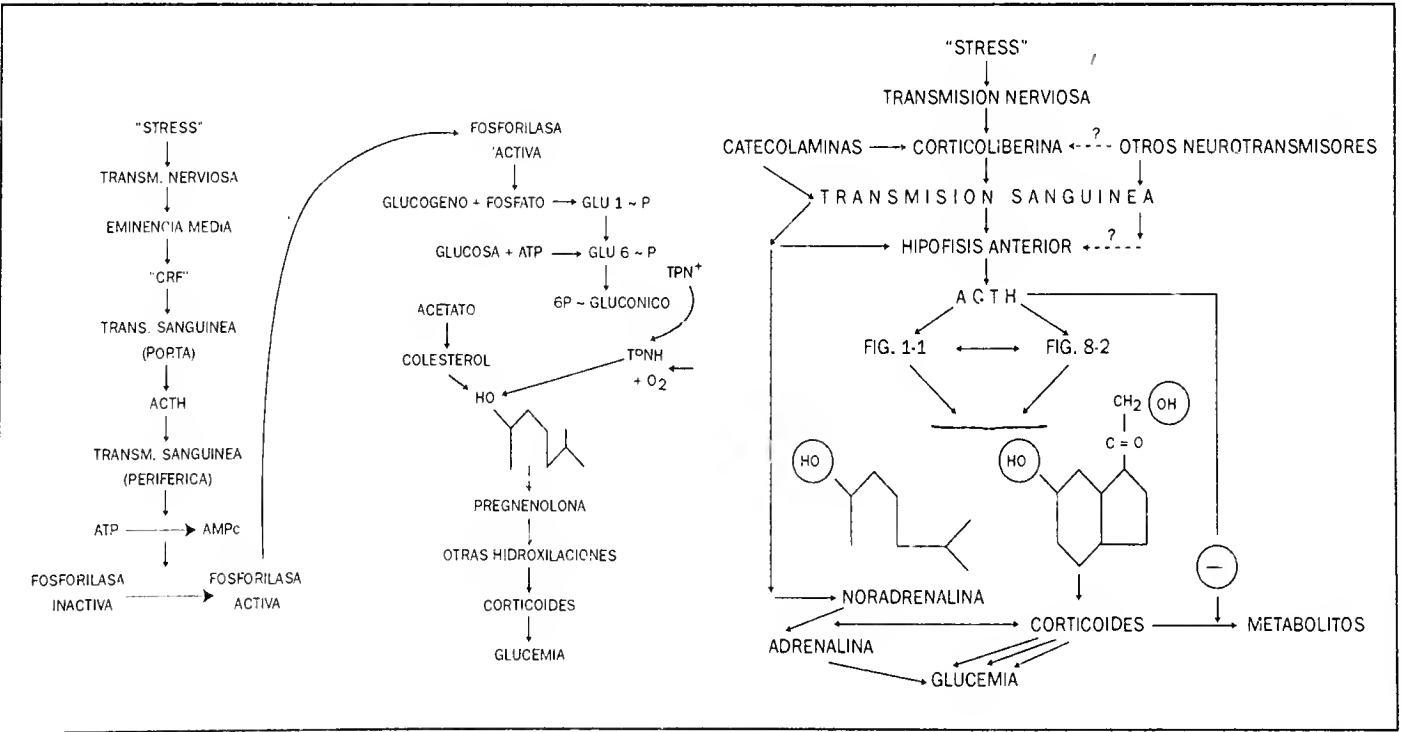 "STRESS"
TRANSM. NERVIOSA
EMINENCIA MEDIA
"CRF"
TRANS. SANGUINEA
(PORTA)
ACTH
TRANSM. SANGUINEA
(PERIFERICA)
ATP AMPc
FOSFORILASA
INACTIVA
FOSFORILASA
ACTIVA
FOSFORILASA
'ACTIVA
GLUCOGENO + FOSFATO GLU 1 ~ P
GLUCOSA + ATP GLU 6 ~ P
TPN+
6P ~ GLUCONICO
ACETATO
COLESTEROL
TPNH
+ O2
HO
PREGNENOLONA
OTRAS HIDROXILACIONES
CORTICOIDES
GLUCEMIA
"STRESS"
TRANSMISION NERVIOSA
CATECOLAMINAS CORTICOLIBERINA ? OTROS NEUROTRANSMISORES
TRANSMISION SANGUINEA
HIPOFISIS ANTERIOR ?
ACTH
FIG. 1-1 FIG. 8-2
CH2 OH
C = O
HO
HO
–
NORADRENALINA
CORTICOIDES METABOLITOS
ADRENALINA
GLUCEMIA